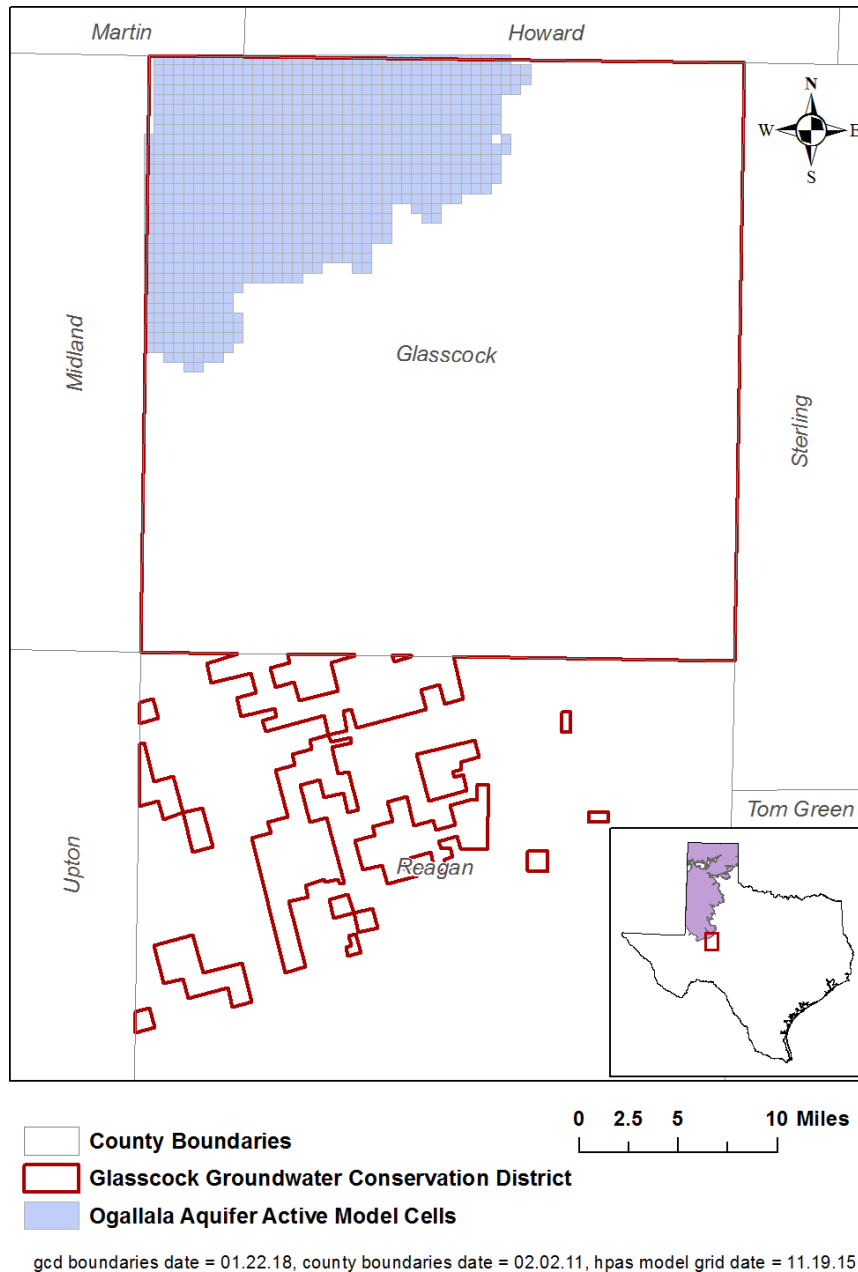 Martin
Howard
N
W E
S
Midland
Glasscock
Sterling
Tom Green
Upton
Reagan
0 2.5 5 10 Miles
County Boundaries
Glasscock Groundwater Conservation District
Ogallala Aquifer Active Model Cells
gcd boundaries date = 01.22.18, county boundaries date = 02.02.11, hpas model grid date = 11.19.15